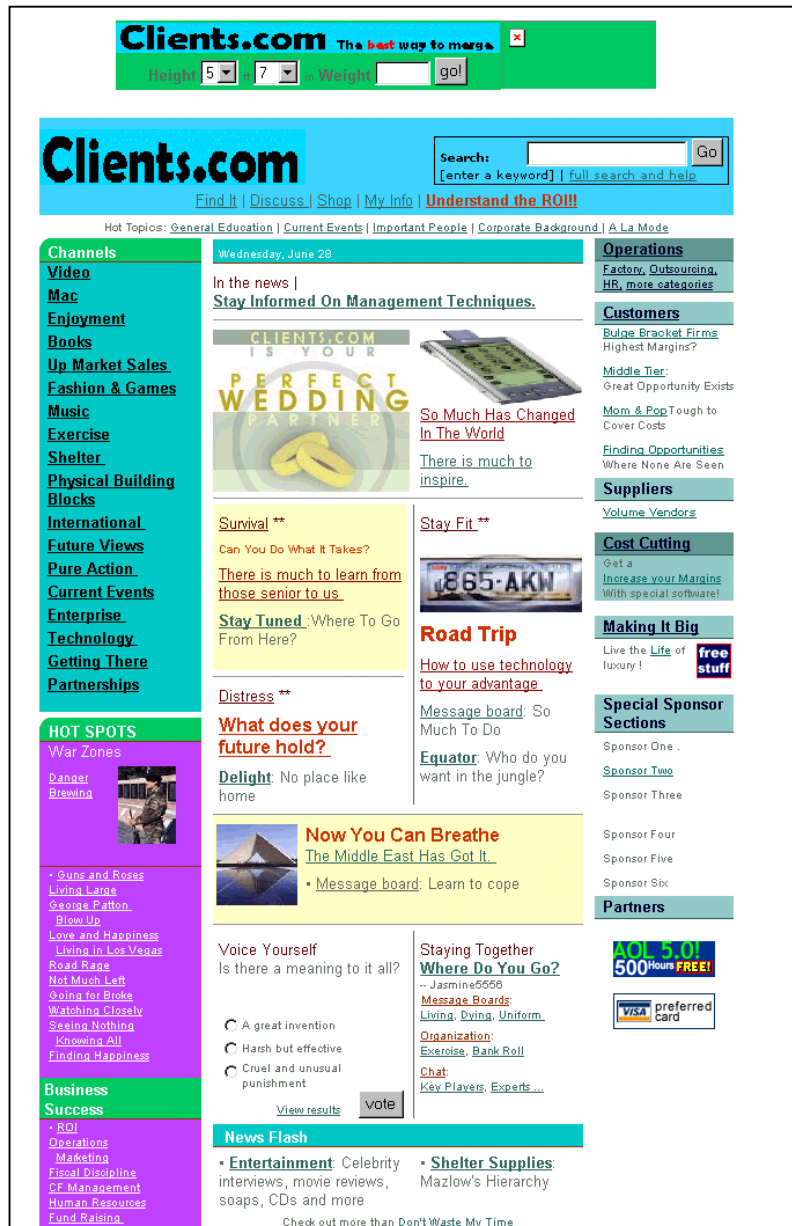 Clients.com The best way to merge.
Height 5 ft 7 in Weight go!
Clients.com
Search: Go
[enter a keyword] | full search and help
Find It | Discuss | Shop | My Info | Understand the ROI!!
Hot Topics: General Education | Current Events | Important People | Corporate Background | A La Mode
Channels
Video
Mac
Enjoyment
Books
Up Market Sales
Fashion & Games
Music
Exercise
Shelter
Physical Building
Blocks
International
Future Views
Pure Action
Current Events
Enterprise
Technology
Getting There
Partnerships
HOT SPOTS
War Zones
Danger
Brewing
• Guns and Roses
Living Large
George Patton
Blow Up
Love and Happiness
Living in Los Vegas
Road Rage
Not Much Left
Going for Broke
Watching Closely
Seeing Nothing
Knowing All
Finding Happiness
Business
Success
• ROI
Operations
Marketing
Fiscal Discipline
CF Management
Human Resources
Fund Raising
Wednesday, June 28
In the news |
Stay Informed On Management Techniques.
CLIENTS.COM
IS YOUR
PERFECT
WEDDING
PARTNER
So Much Has Changed
In The World
There is much to
inspire.
Survival **
Can You Do What It Takes?
There is much to learn from
those senior to us
Stay Tuned :Where To Go
From Here?
Distress **
What does your
future hold?
Delight: No place like
home
Stay Fit **
865-AKW
Road Trip
How to use technology
to your advantage
Message board: So
Much To Do
Equator: Who do you
want in the jungle?
Now You Can Breathe
The Middle East Has Got It.
• Message board: Learn to cope
Voice Yourself
Is there a meaning to it all?
A great invention
Harsh but effective
Cruel and unusual
punishment
View results vote
Staying Together
Where Do You Go?
-- Jasmine5556
Message Boards:
Living, Dying, Uniform
Organization:
Exercise, Bank Roll
Chat:
Key Players, Experts ...
News Flash
• Entertainment: Celebrity
interviews, movie reviews,
soaps, CDs and more
• Shelter Supplies:
Mazlow's Hierarchy
Check out more than Don't Waste My Time
Operations
Factory, Outsourcing,
HR, more categories
Customers
Bulge Bracket Firms
Highest Margins?
Middle Tier:
Great Opportunity Exists
Mom & Pop Tough to
Cover Costs
Finding Opportunities
Where None Are Seen
Suppliers
Volume Vendors
Cost Cutting
Get a
Increase your Margins
With special software!
Making It Big
Live the Life of
luxury !
free
stuff
Special Sponsor
Sections
Sponsor One .
Sponsor Two
Sponsor Three
Sponsor Four
Sponsor Five
Sponsor Six
Partners
AOL 5.0!
500 Hours FREE!
VISA preferred
card